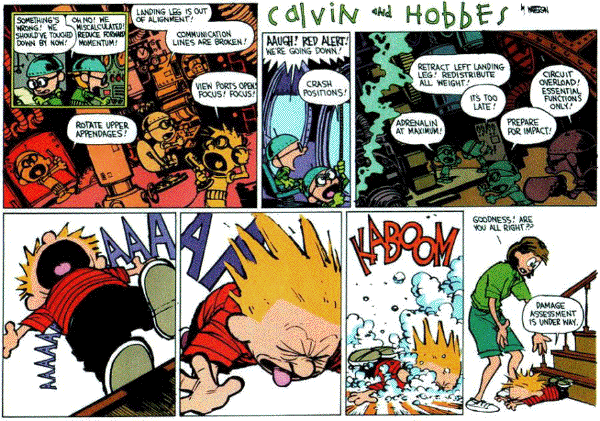 CALVIN and HOBBES
BY WATTERSON
SOMETHING'S
WRONG! WE
SHOULD'VE TOUCHED
DOWN BY NOW!
OH NO! WE
MISCALCULATED!
REDUCE FORWARD
MOMENTUM!
LANDING LEG IS OUT
OF ALIGNMENT!
COMMUNICATION
LINES ARE BROKEN!
VIEW PORTS OPEN!
FOCUS! FOCUS!
ROTATE UPPER
APPENDAGES!
AAUGH! RED ALERT!
WE'RE GOING DOWN!
CRASH
POSITIONS!
RETRACT LEFT LANDING
LEG! REDISTRIBUTE
ALL WEIGHT!
IT'S TOO
LATE!
CIRCUIT
OVERLOAD!
ESSENTIAL
FUNCTIONS
ONLY!
ADRENALIN
AT MAXIMUM!
PREPARE
FOR IMPACT!
AAA
AAAAA
AAA
KABOOM
GOODNESS! ARE
YOU ALL RIGHT??
DAMAGE
ASSESSMENT
IS UNDER WAY.